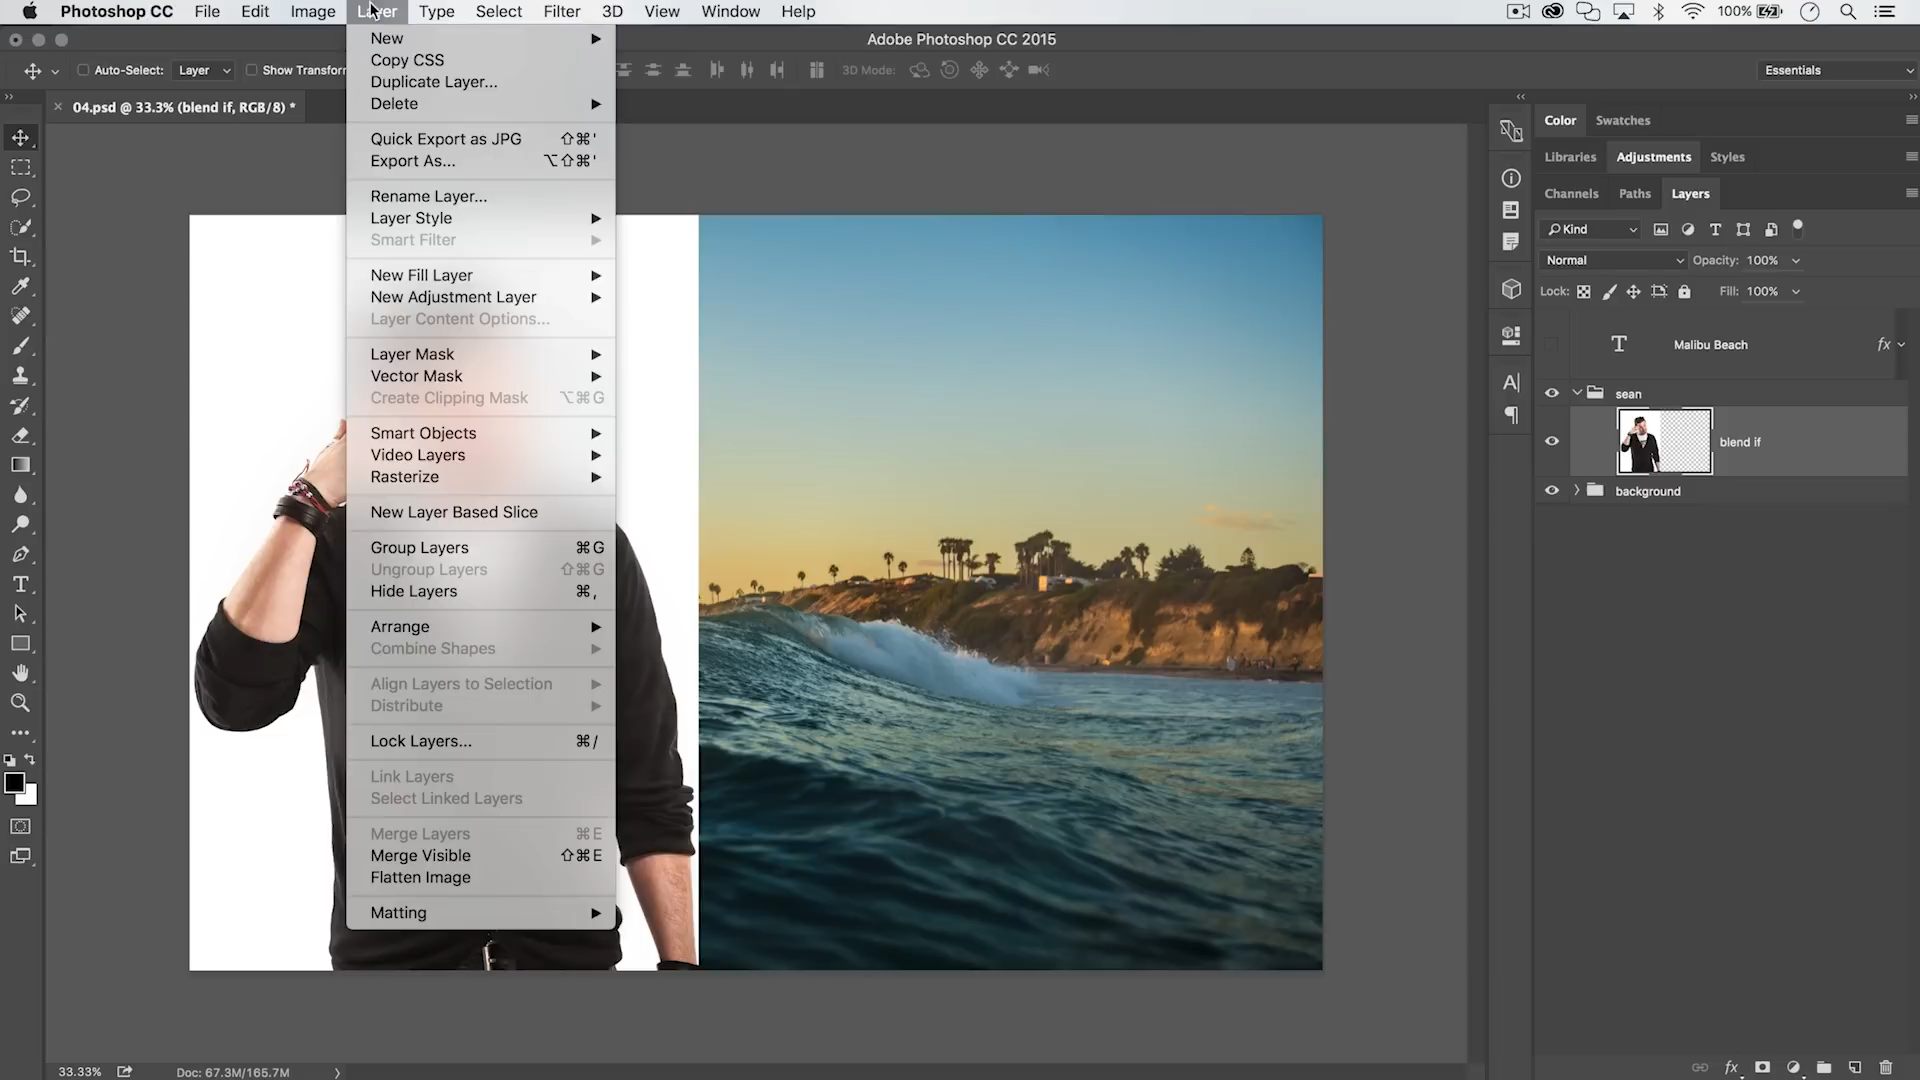 Photoshop CC File Edit Image Layer Type Select Filter 3D View Window Help 100%
Adobe Photoshop CC 2015
Auto-Select: Layer Show Transform 3D Mode: Essentials
04.psd @ 33.3% (blend if, RGB/8) *
New
Copy CSS
Duplicate Layer...
Delete
Quick Export as JPG ⇧⌘'
Export As... ⌥⇧⌘'
Rename Layer...
Layer Style
Smart Filter
New Fill Layer
New Adjustment Layer
Layer Content Options...
Layer Mask
Vector Mask
Create Clipping Mask ⌥⌘G
Smart Objects
Video Layers
Rasterize
New Layer Based Slice
Group Layers ⌘G
Ungroup Layers ⇧⌘G
Hide Layers ⌘,
Arrange
Combine Shapes
Align Layers to Selection
Distribute
Lock Layers... ⌘/
Link Layers
Select Linked Layers
Merge Layers ⌘E
Merge Visible ⇧⌘E
Flatten Image
Matting
Color Swatches
Libraries Adjustments Styles
Channels Paths Layers
Kind
Normal Opacity: 100%
Lock: Fill: 100%
T Malibu Beach fx
sean
blend if
background
33.33% Doc: 67.3M/165.7M
fx